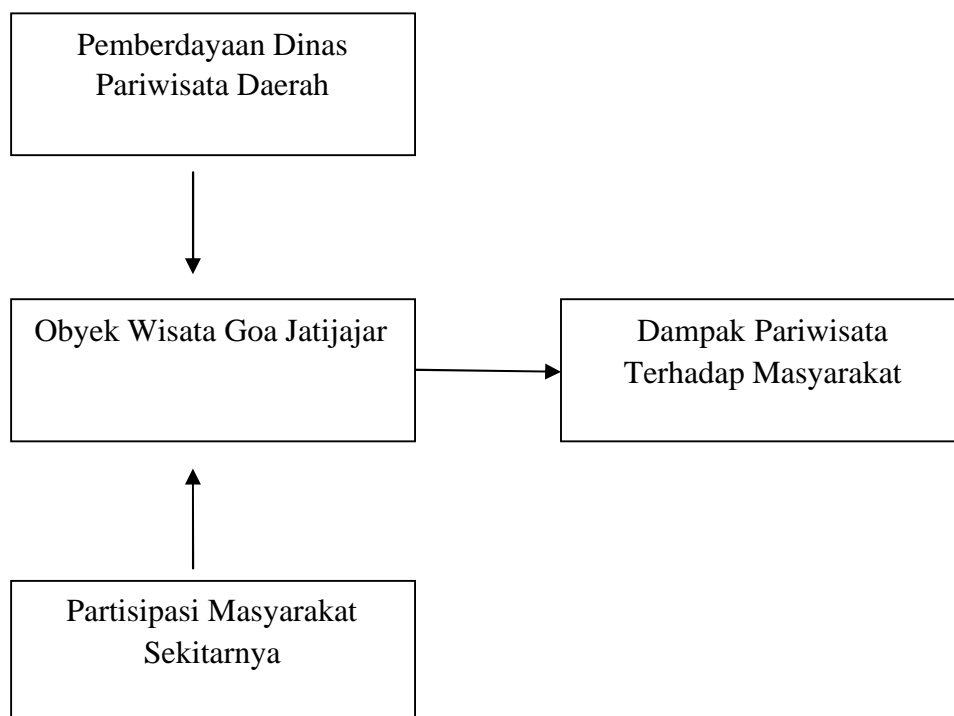 Pemberdayaan Dinas
Pariwisata Daerah
Obyek Wisata Goa Jatijajar
Dampak Pariwisata
Terhadap Masyarakat
Partisipasi Masyarakat
Sekitarnya